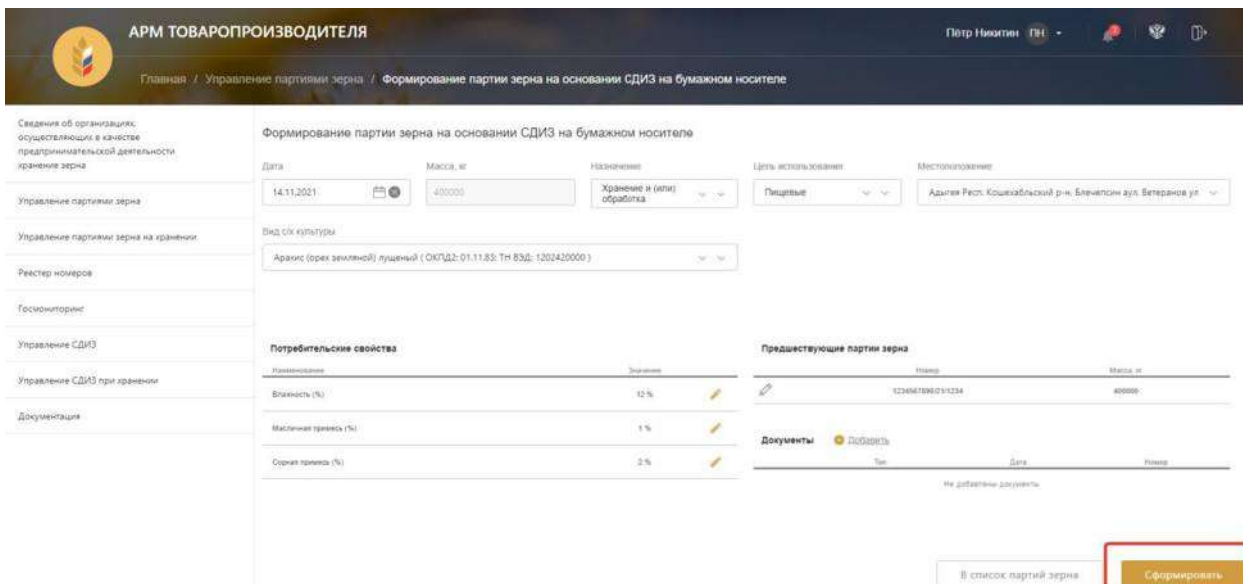 АРМ ТОВАРОПРОИЗВОДИТЕЛЯ
Петр Никитин ПН
Главная / Управление партиями зерна / Формирование партии зерна на основании СДИЗ на бумажном носителе
Сведения об организациях,
осуществляющих в качестве
предпринимательской деятельности
хранение зерна
Управление партиями зерна
Управление партиями зерна на хранении
Реестр номеров
Госмониторинг
Управление СДИЗ
Управление СДИЗ при хранении
Документация
Формирование партии зерна на основании СДИЗ на бумажном носителе
Дата Масса, кг Назначение Цель использования Местоположение
14.11.2021 400000 Хранение и (или) обработка Пищевые Адыгея Респ, Кошехабльский р-н, Блечепсин аул, Ветеранов ул
Вид с/х культуры
Арахис (орех земляной) лущеный ( ОКПД2: 01.11.83; ТН ВЭД: 1202420000 )
Потребительские свойства
Наименование Значение
Влажность (%) 12 %
Масличная примесь (%) 1 %
Сорная примесь (%) 2 %
Предшествующие партии зерна
Номер Масса, кг
400000
Документы Добавить
Тип Дата Номер
Не добавлены документы
В список партий зерна
Сформировать